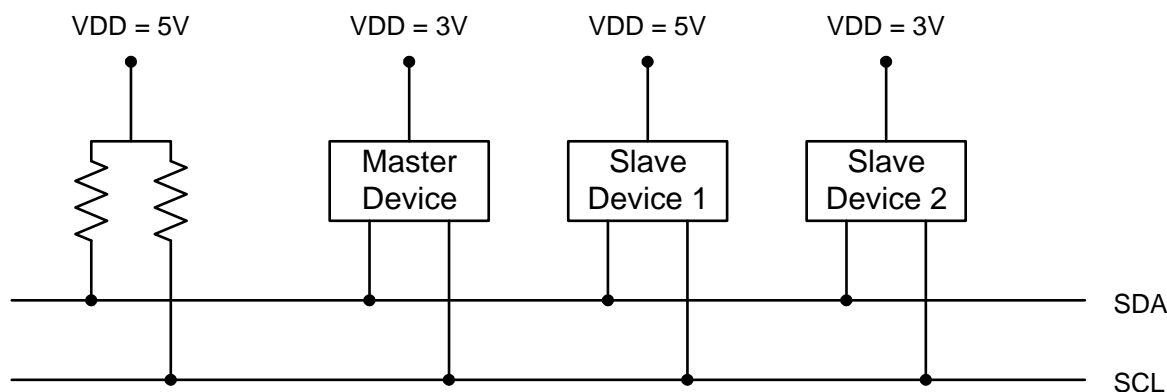 VDD = 5V
VDD = 3V
VDD = 5V
VDD = 3V
Master
Device
Slave
Device 1
Slave
Device 2
SDA
SCL